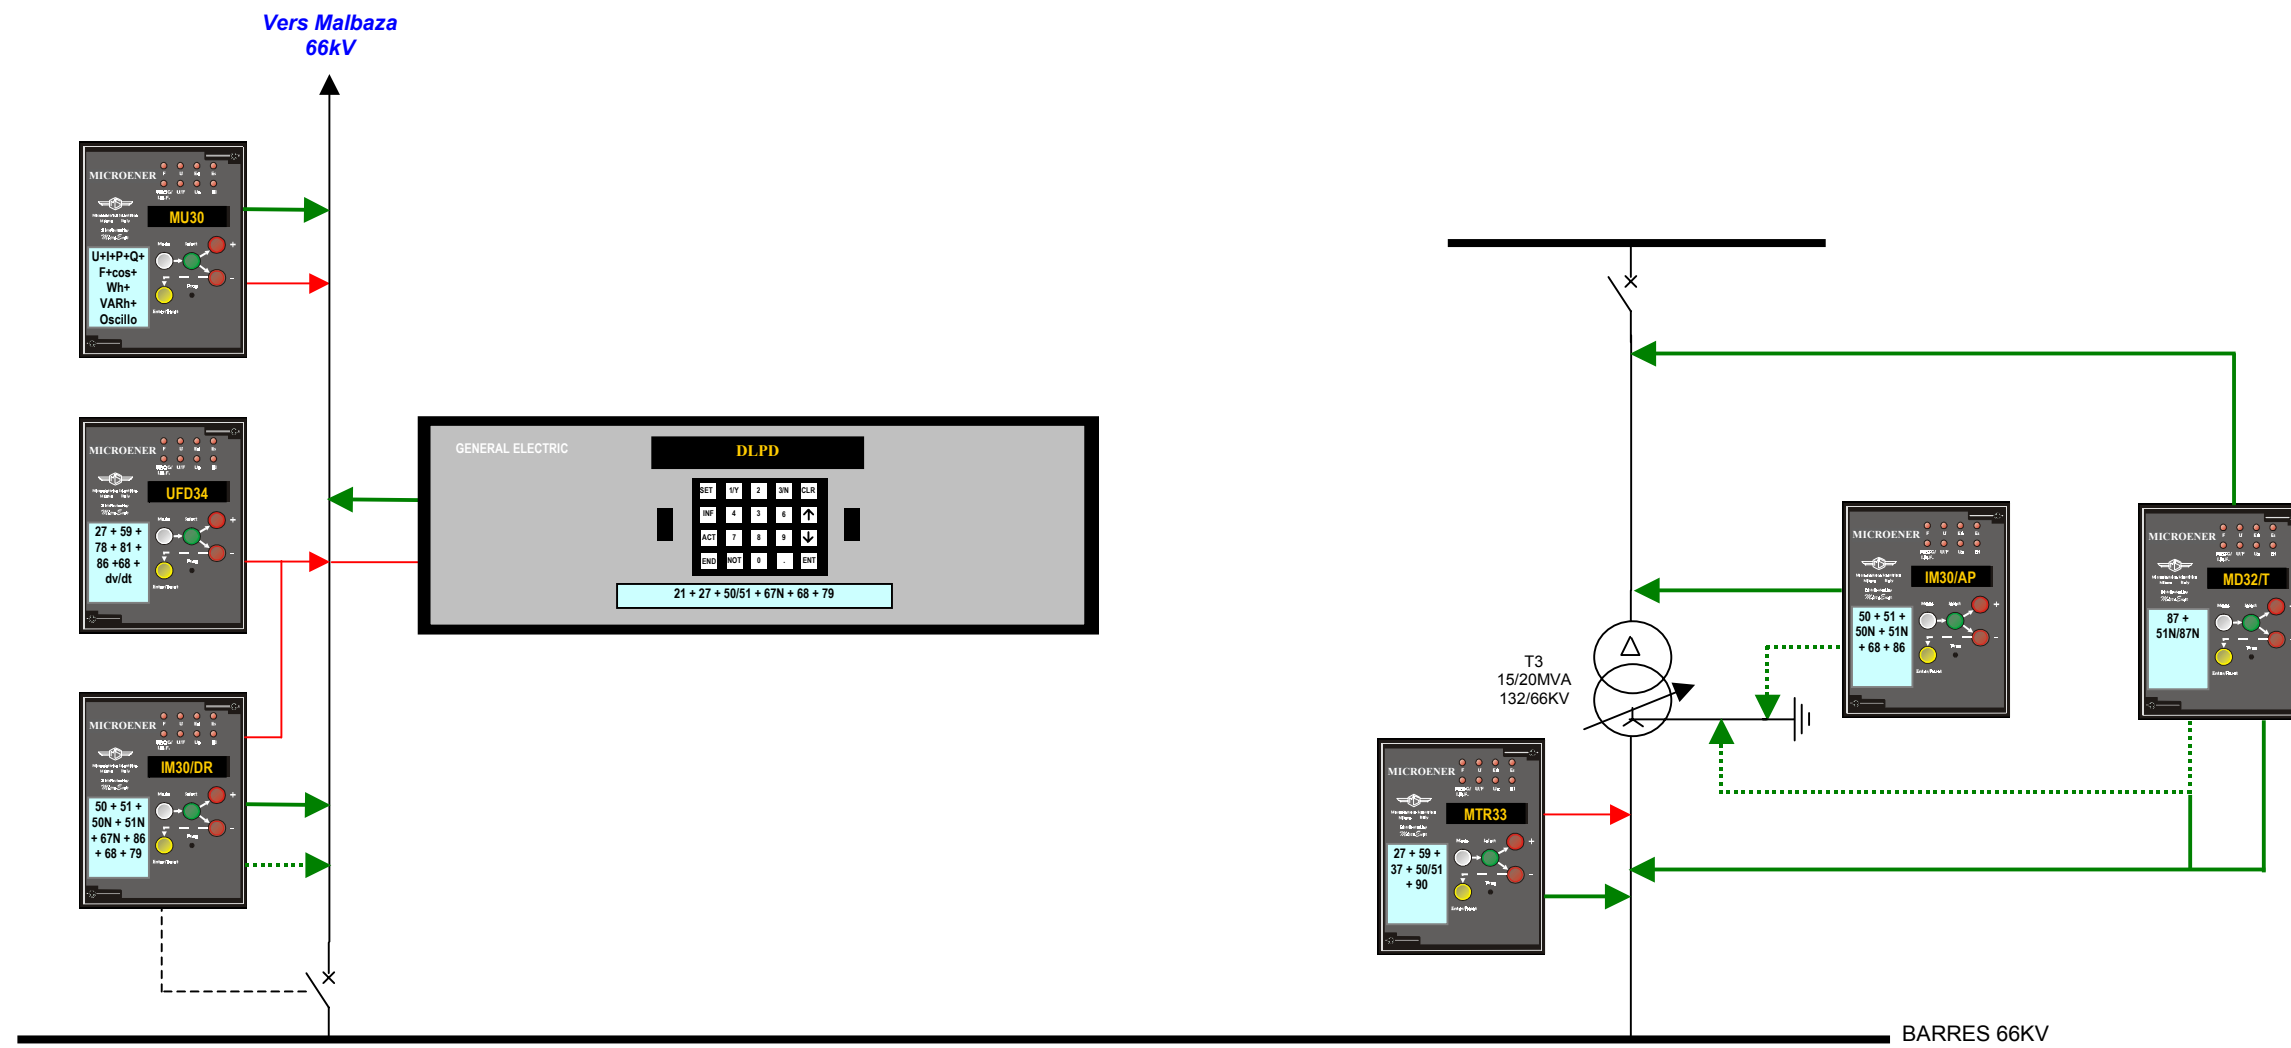 Vers Malbaza
66kV
MICROENER
MU30
U+I+P+Q+
F+cos+
Wh+
VARh+
Oscillo
MICROENER
UFD34
27 + 59 +
78 + 81 +
86 +68 +
dv/dt
MICROENER
IM30/DR
50 + 51 +
50N + 51N
+ 67N + 86
+ 68 + 79
GENERAL ELECTRIC
DLPD
SET 1/Y 2 3/N CLR
INF 4 3 6
ACT 7 8 9
END NOT 0 . ENT
21 + 27 + 50/51 + 67N + 68 + 79
T3
15/20MVA
132/66KV
MICROENER
MTR33
27 + 59 +
37 + 50/51
+ 90
MICROENER
IM30/AP
50 + 51 +
50N + 51N
+ 68 + 86
MICROENER
MD32/T
87 +
51N/87N
BARRES 66KV